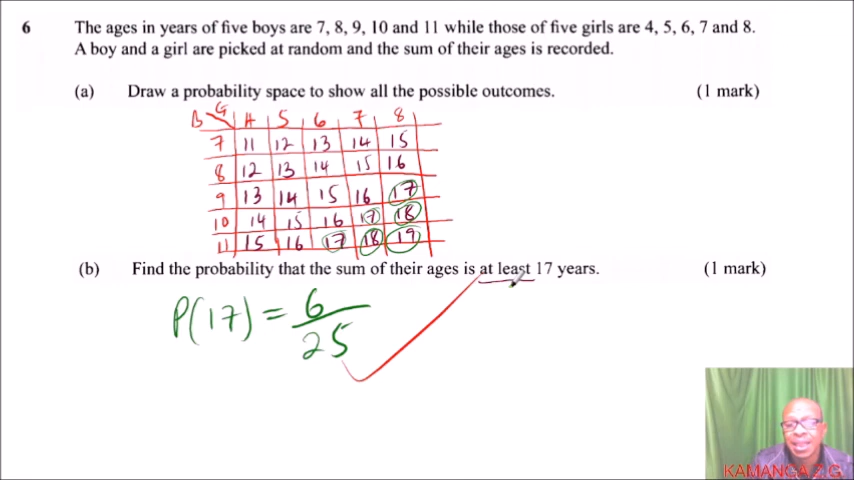 6 The ages in years of five boys are 7, 8, 9, 10 and 11 while those of five girls are 4, 5, 6, 7 and 8.
A boy and a girl are picked at random and the sum of their ages is recorded.
(a) Draw a probability space to show all the possible outcomes. (1 mark)
B G 4 5 6 7 8
7 11 12 13 14 15
8 12 13 14 15 16
9 13 14 15 16 17
10 14 15 16 17 18
11 15 16 17 18 19
(b) Find the probability that the sum of their ages is at least 17 years. (1 mark)
P(17) = 6/25
KAMANGA Z.G.